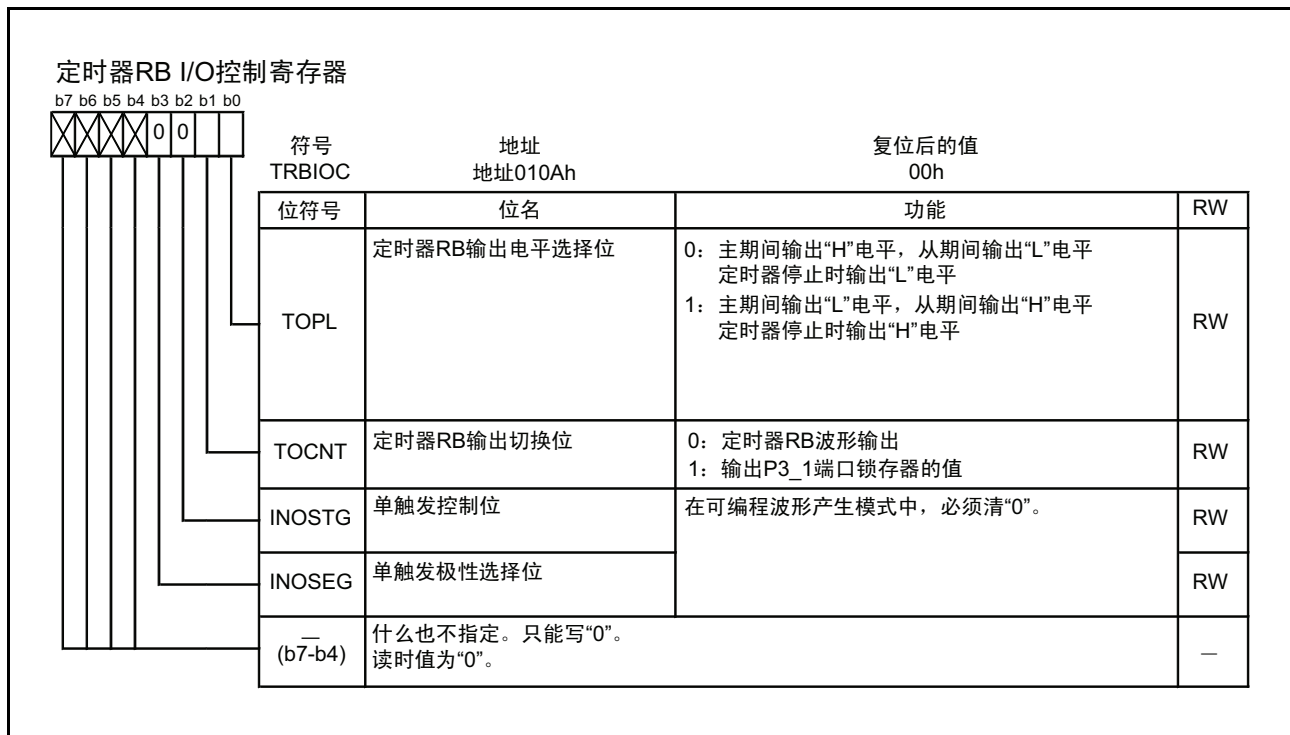 定时器RB I/O控制寄存器
b7 b6 b5 b4 b3 b2 b1 b0
0 0
符号 地址 复位后的值
TRBIOC 地址010Ah 00h
位符号 位名 功能 RW
TOPL 定时器RB输出电平选择位 0：主期间输出“H”电平，从期间输出“L”电平
定时器停止时输出“L”电平
1：主期间输出“L”电平，从期间输出“H”电平
定时器停止时输出“H”电平
RW
TOCNT 定时器RB输出切换位 0：定时器RB波形输出
1：输出P3_1端口锁存器的值
RW
INOSTG 单触发控制位 在可编程波形产生模式中，必须清“0”。 RW
INOSEG 单触发极性选择位 RW
—
(b7-b4) 什么也不指定。只能写“0”。
读时值为“0”。
—